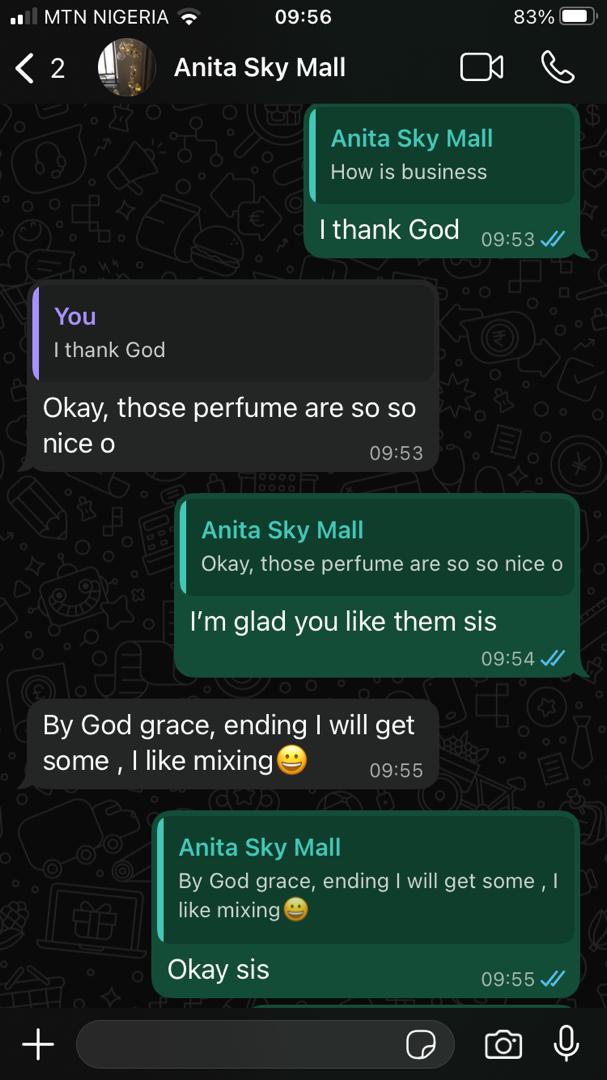 MTN NIGERIA 09:56 83%
2 Anita Sky Mall
Anita Sky Mall
How is business
I thank God 09:53
You
I thank God
Okay, those perfume are so so
nice o 09:53
Anita Sky Mall
Okay, those perfume are so so nice o
I’m glad you like them sis
09:54
By God grace, ending I will get
some , I like mixing😀 09:55
Anita Sky Mall
By God grace, ending I will get some , I
like mixing😀
Okay sis 09:55